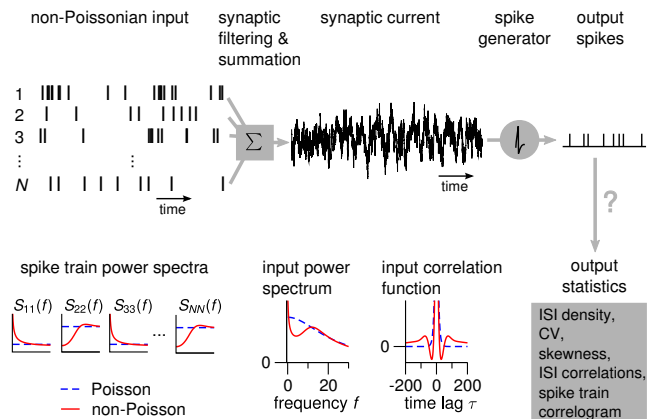 non-Poissonian input
synaptic filtering & summation
synaptic current
spike generator
output spikes
1
2
3
⋮
N
⋮
Σ
time
time
?
spike train power spectra
S11(f)
S22(f)
S33(f)
...
SNN(f)
Poisson
non-Poisson
input power spectrum
0
0
20
frequency f
input correlation function
0
-200
0
200
time lag τ
output statistics
ISI density,
CV,
skewness,
ISI correlations,
spike train
correlogram